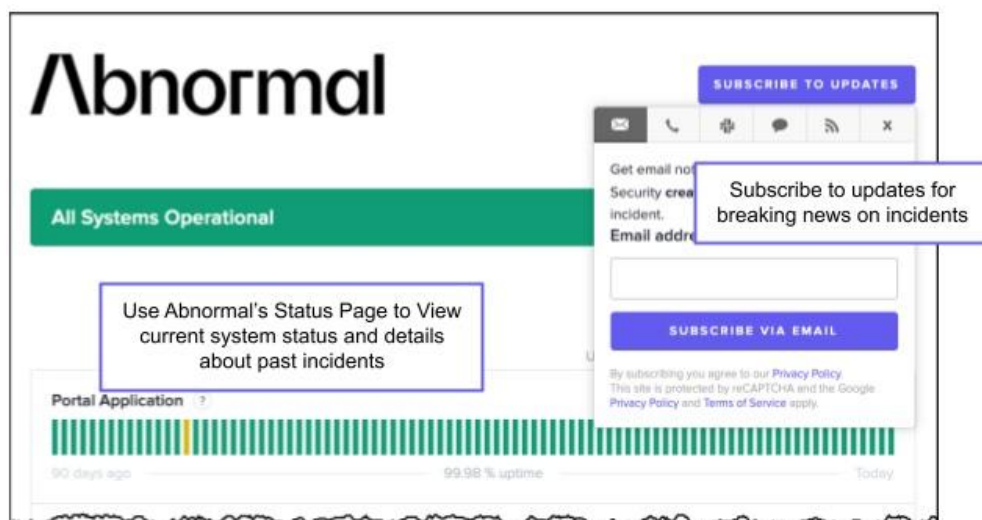 Abnormal
SUBSCRIBE TO UPDATES
x
Get email not
Security crea
incident.
Email addre
Subscribe to updates for
breaking news on incidents
All Systems Operational
SUBSCRIBE VIA EMAIL
By subscribing you agree to our Privacy Policy.
This site is protected by reCAPTCHA and the Google
Privacy Policy and Terms of Service apply.
Use Abnormal's Status Page to View
current system status and details
about past incidents
U
Portal Application ?
90 days ago 99.98 % uptime Today